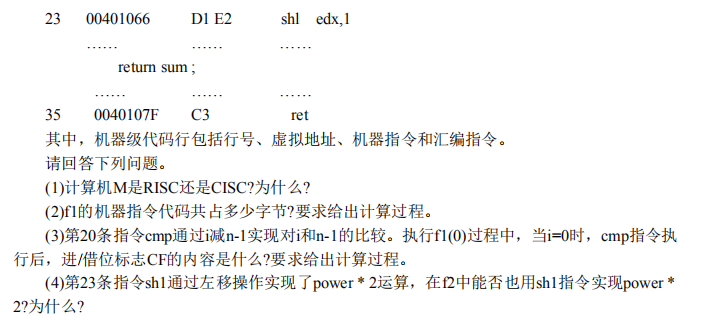 23 00401066 D1 E2 shl edx,1
…… …… ……
return sum ;
…… …… ……
35 0040107F C3 ret
其中，机器级代码行包括行号、虚拟地址、机器指令和汇编指令。
请回答下列问题。
(1)计算机M是RISC还是CISC?为什么?
(2)f1的机器指令代码共占多少字节?要求给出计算过程。
(3)第20条指令cmp通过i减n-1实现对i和n-1的比较。执行f1(0)过程中，当i=0时，cmp指令执
行后，进/借位标志CF的内容是什么?要求给出计算过程。
(4)第23条指令sh1通过左移操作实现了power * 2运算，在f2中能否也用sh1指令实现power *
2?为什么?